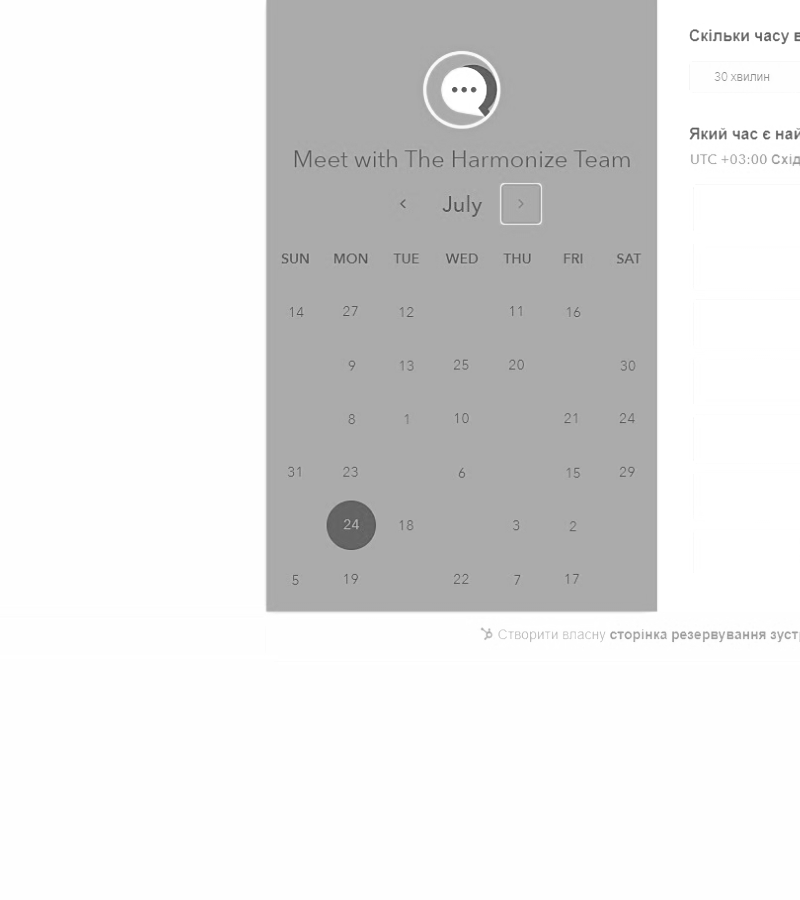 Скільки часу в
30 хвилин
Який час є най
UTC +03:00 Схід
Meet with The Harmonize Team
July
SUN MON TUE WED THU FRI SAT
14 27 12 11 16
9 13 25 20 30
8 1 10 21 24
31 23 6 15 29
24 18 3 2
5 19 22 7 17
Створити власну сторінка резервування зуст